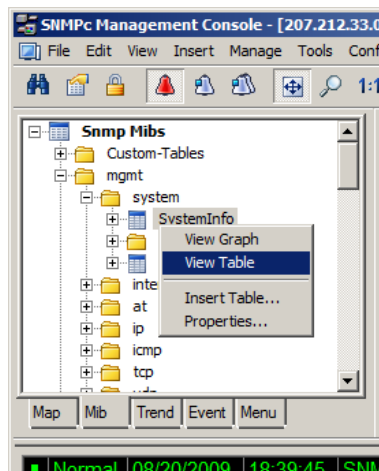 SNMPc Management Console - [207.212.33.0
File Edit View Insert Manage Tools Conf
1:1
Snmp Mibs
Custom-Tables
mgmt
system
SystemInfo
View Graph
View Table
inte
Insert Table...
at
Properties...
ip
icmp
tcp
udp
Map Mib Trend Event Menu
Normal 08/20/2009 18:39:45 SNM